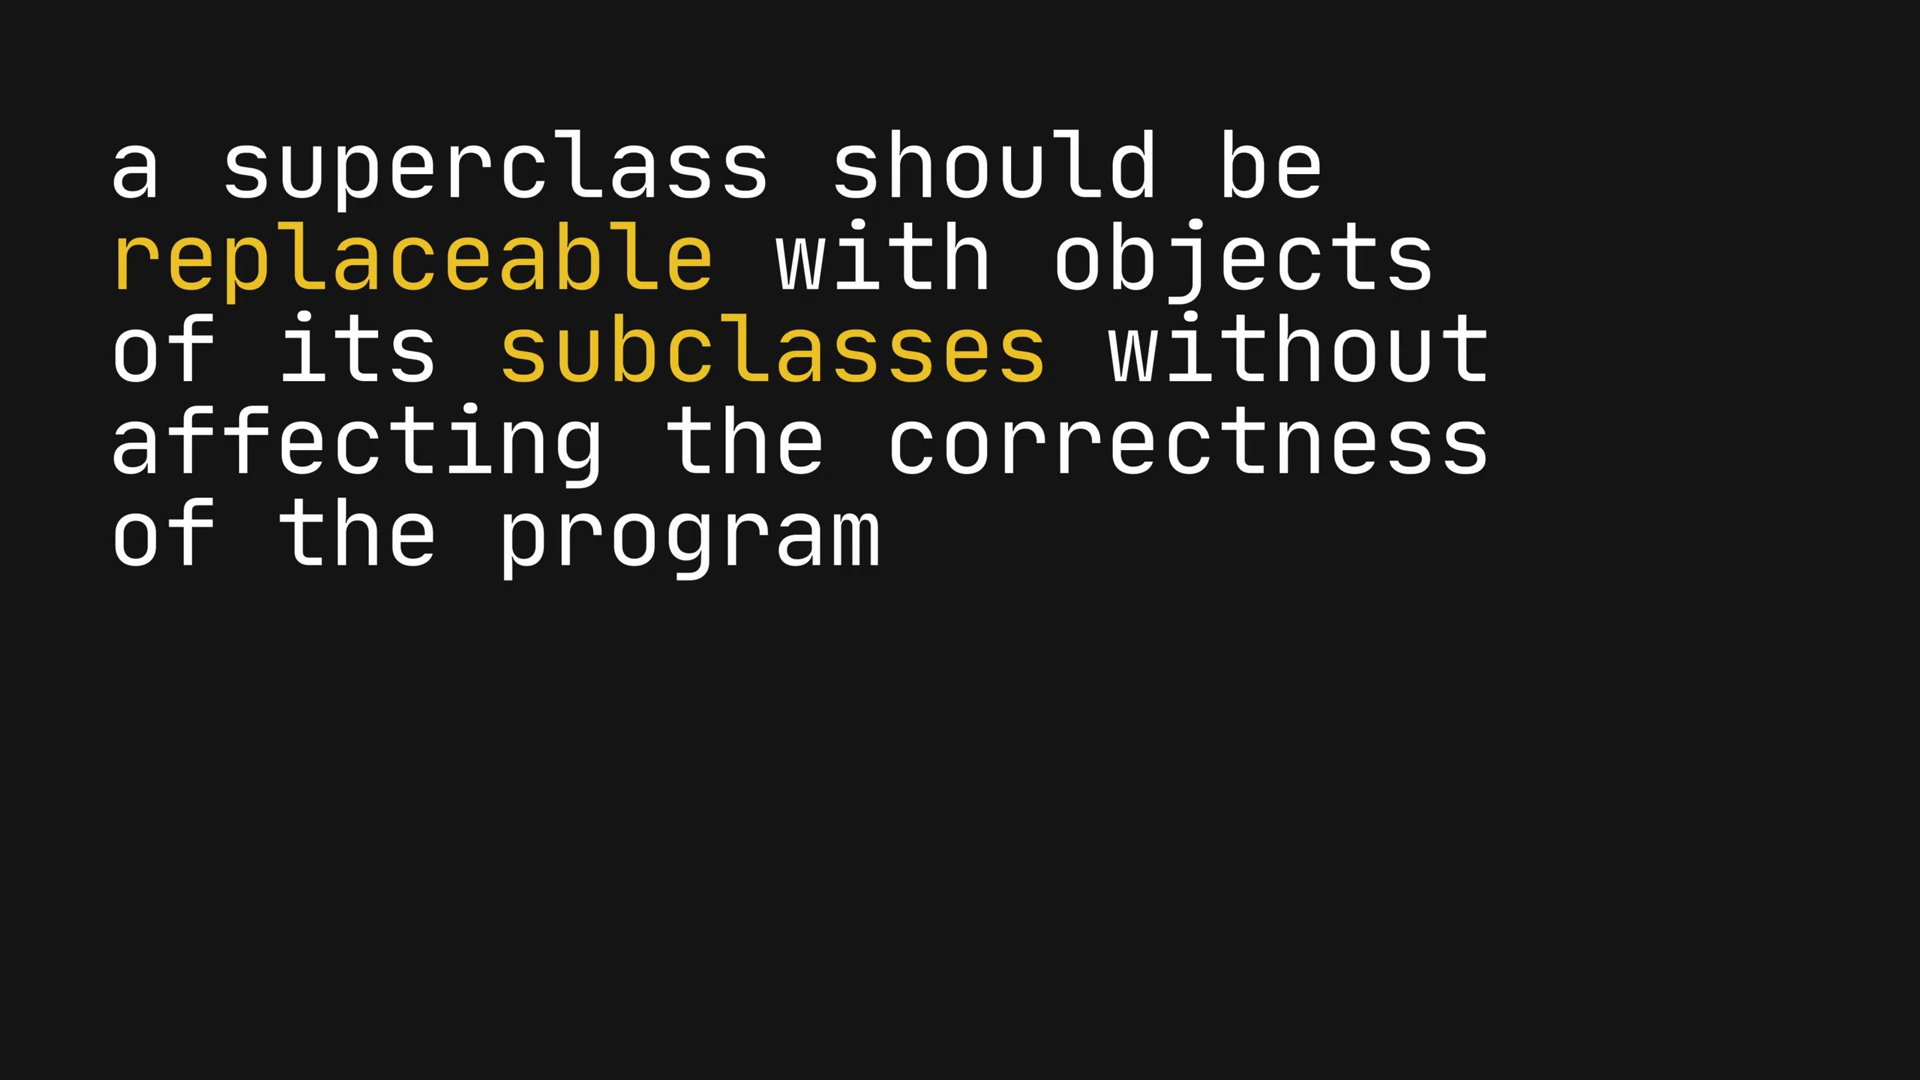 a superclass should be
replaceable with objects
of its subclasses without
affecting the correctness
of the program